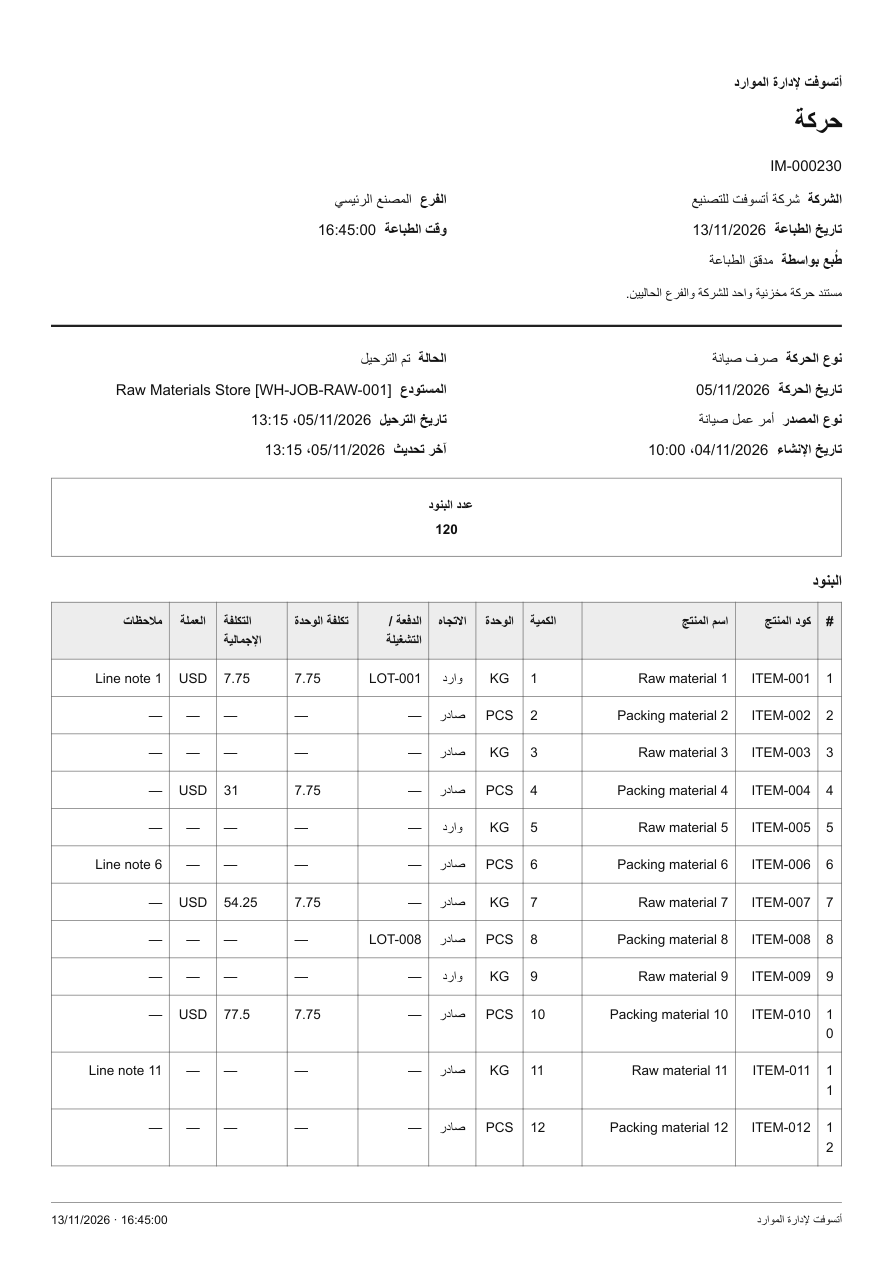 أتسوفت لإدارة الموارد
حركة
IM-000230
الشركة شركة أتسوفت للتصنيع الفرع المصنع الرئيسي
تاريخ الطباعة 13/11/2026 وقت الطباعة 16:45:00
طُبع بواسطة مدقق الطباعة
مستند حركة مخزنية واحد للشركة والفرع الحاليين.
نوع الحركة صرف صيانة الحالة تم الترحيل
تاريخ الحركة 05/11/2026 المستودع Raw Materials Store [WH-JOB-RAW-001]
نوع المصدر أمر عمل صيانة تاريخ الترحيل 05/11/2026، 13:15
تاريخ الإنشاء 04/11/2026، 10:00 آخر تحديث 05/11/2026، 13:15
عدد البنود
120
البنود
# كود المنتج اسم المنتج الكمية الوحدة الاتجاه الدفعة / التشغيلة تكلفة الوحدة التكلفة الإجمالية العملة ملاحظات
1 ITEM-001 Raw material 1 1 KG وارد LOT-001 7.75 7.75 USD Line note 1
2 ITEM-002 Packing material 2 2 PCS صادر — — — — —
3 ITEM-003 Raw material 3 3 KG صادر — — — — —
4 ITEM-004 Packing material 4 4 PCS صادر — 7.75 31 USD —
5 ITEM-005 Raw material 5 5 KG وارد — — — — —
6 ITEM-006 Packing material 6 6 PCS صادر — — — — Line note 6
7 ITEM-007 Raw material 7 7 KG صادر — 7.75 54.25 USD —
8 ITEM-008 Packing material 8 8 PCS صادر LOT-008 — — — —
9 ITEM-009 Raw material 9 9 KG وارد — — — — —
10 ITEM-010 Packing material 10 10 PCS صادر — 7.75 77.5 USD —
11 ITEM-011 Raw material 11 11 KG صادر — — — — Line note 11
12 ITEM-012 Packing material 12 12 PCS صادر — — — — —
أتسوفت لإدارة الموارد 13/11/2026 · 16:45:00